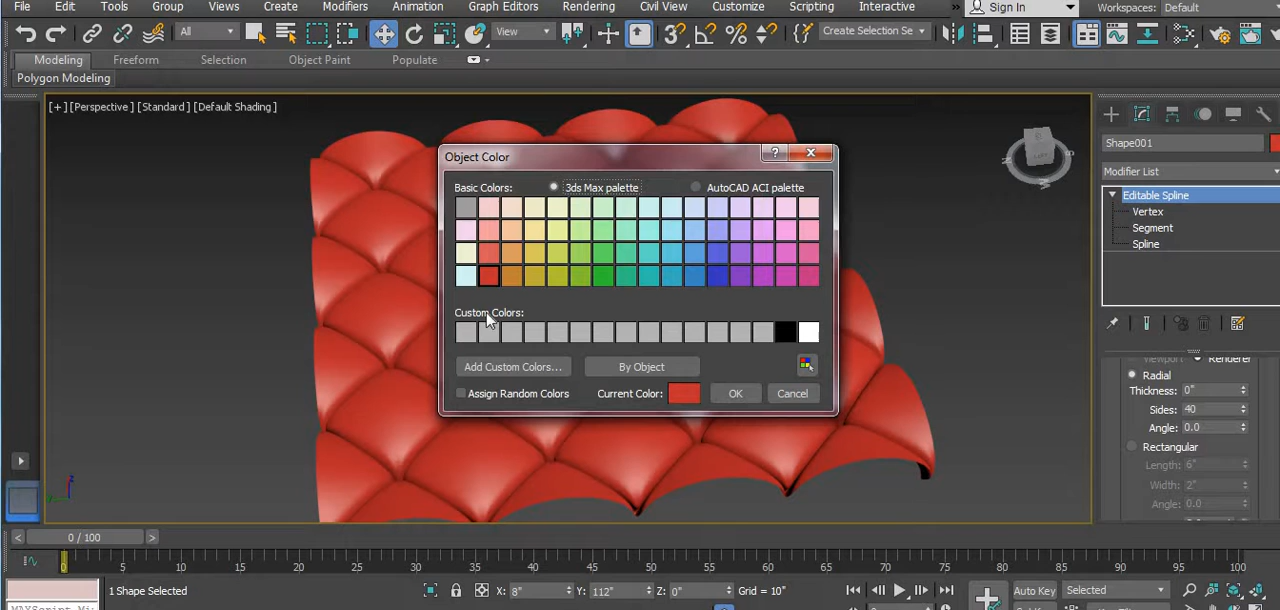 File Edit Tools Group Views Create Modifiers Animation Graph Editors Rendering Civil View Customize Scripting Interactive » Sign In Workspaces: Default
All View Create Selection Se
Modeling Freeform Selection Object Paint Populate
Polygon Modeling
[+] [Perspective] [Standard] [Default Shading]
Object Color
Basic Colors: 3ds Max palette AutoCAD ACI palette
Custom Colors:
Add Custom Colors... By Object
Assign Random Colors Current Color: OK Cancel
Shape001
Modifier List
Editable Spline
Vertex
Segment
Spline
Viewport Renderer
Radial
Thickness: 0"
Sides: 40
Angle: 0.0
Rectangular
Length: 6"
Width: 2"
Angle: 0.0
< 0 / 100 >
0 5 10 15 20 25 30 35 40 45 50 55 60 65 70 75 80 85 90 95 100
1 Shape Selected X: 8" Y: 112" Z: 0" Grid = 10" Auto Key Selected
MAXScript Mi